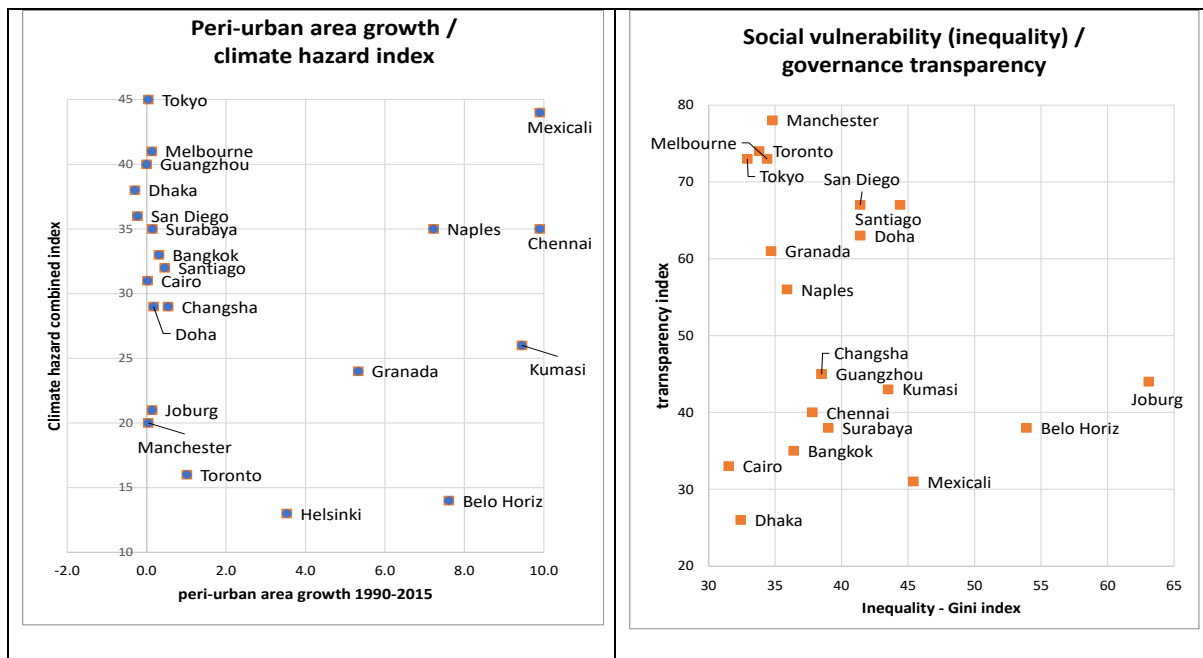 Peri-urban area growth /
climate hazard index
Climate hazard combined index
45
40
35
30
25
20
15
10
Tokyo
Mexicali
Melbourne
Guangzhou
Dhaka
San Diego
Surabaya
Naples
Chennai
Bangkok
Santiago
Cairo
Changsha
Doha
Kumasi
Granada
Joburg
Manchester
Toronto
Belo Horiz
Helsinki
-2.0 0.0 2.0 4.0 6.0 8.0 10.0
peri-urban area growth 1990-2015
Social vulnerability (inequality) /
governance transparency
trarnsparency index
80
70
60
50
40
30
20
Manchester
Melbourne
Toronto
Tokyo
San Diego
Santiago
Doha
Granada
Naples
Changsha
Guangzhou
Kumasi
Joburg
Chennai
Surabaya
Belo Horiz
Bangkok
Cairo
Mexicali
Dhaka
30 35 41 45 55 55 60 65
Inequality - Gini index